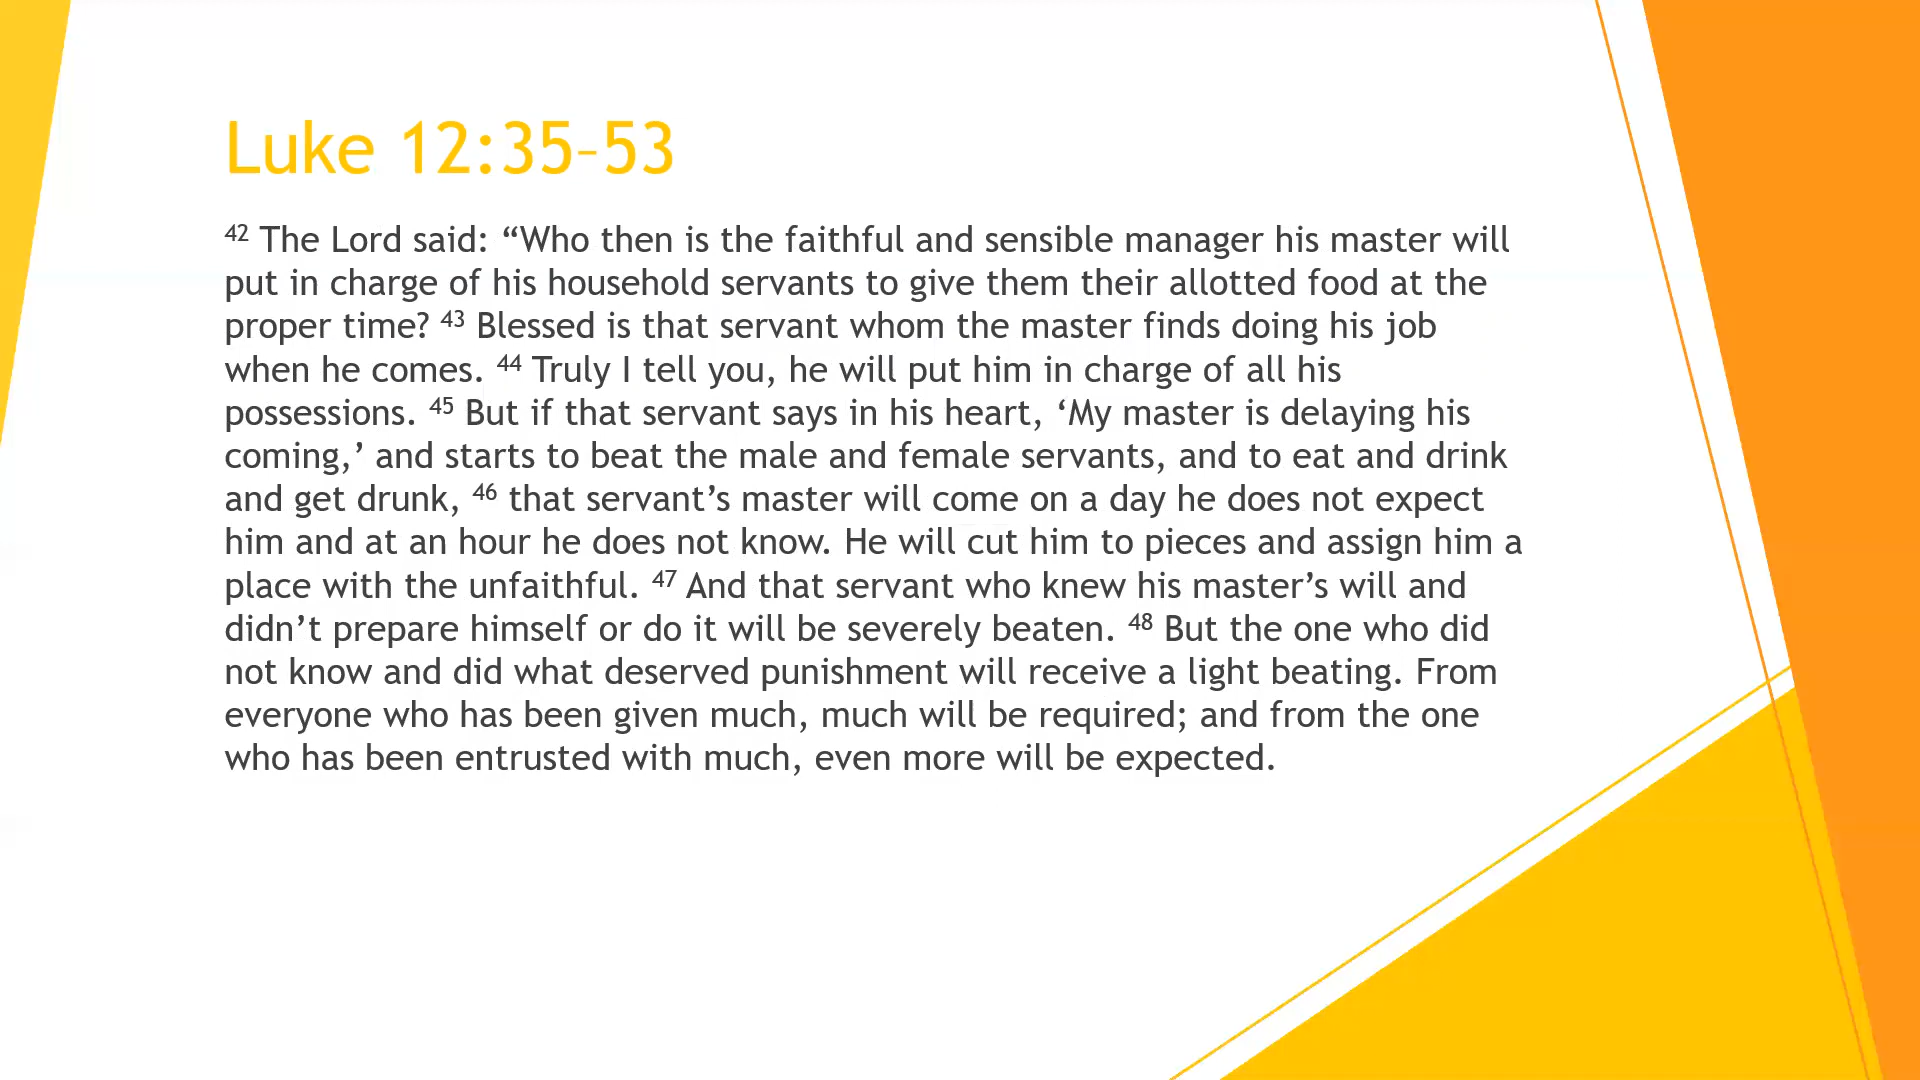 Luke 12:35–53
42 The Lord said: “Who then is the faithful and sensible manager his master will
put in charge of his household servants to give them their allotted food at the
proper time? 43 Blessed is that servant whom the master finds doing his job
when he comes. 44 Truly I tell you, he will put him in charge of all his
possessions. 45 But if that servant says in his heart, ‘My master is delaying his
coming,’ and starts to beat the male and female servants, and to eat and drink
and get drunk, 46 that servant’s master will come on a day he does not expect
him and at an hour he does not know. He will cut him to pieces and assign him a
place with the unfaithful. 47 And that servant who knew his master’s will and
didn’t prepare himself or do it will be severely beaten. 48 But the one who did
not know and did what deserved punishment will receive a light beating. From
everyone who has been given much, much will be required; and from the one
who has been entrusted with much, even more will be expected.